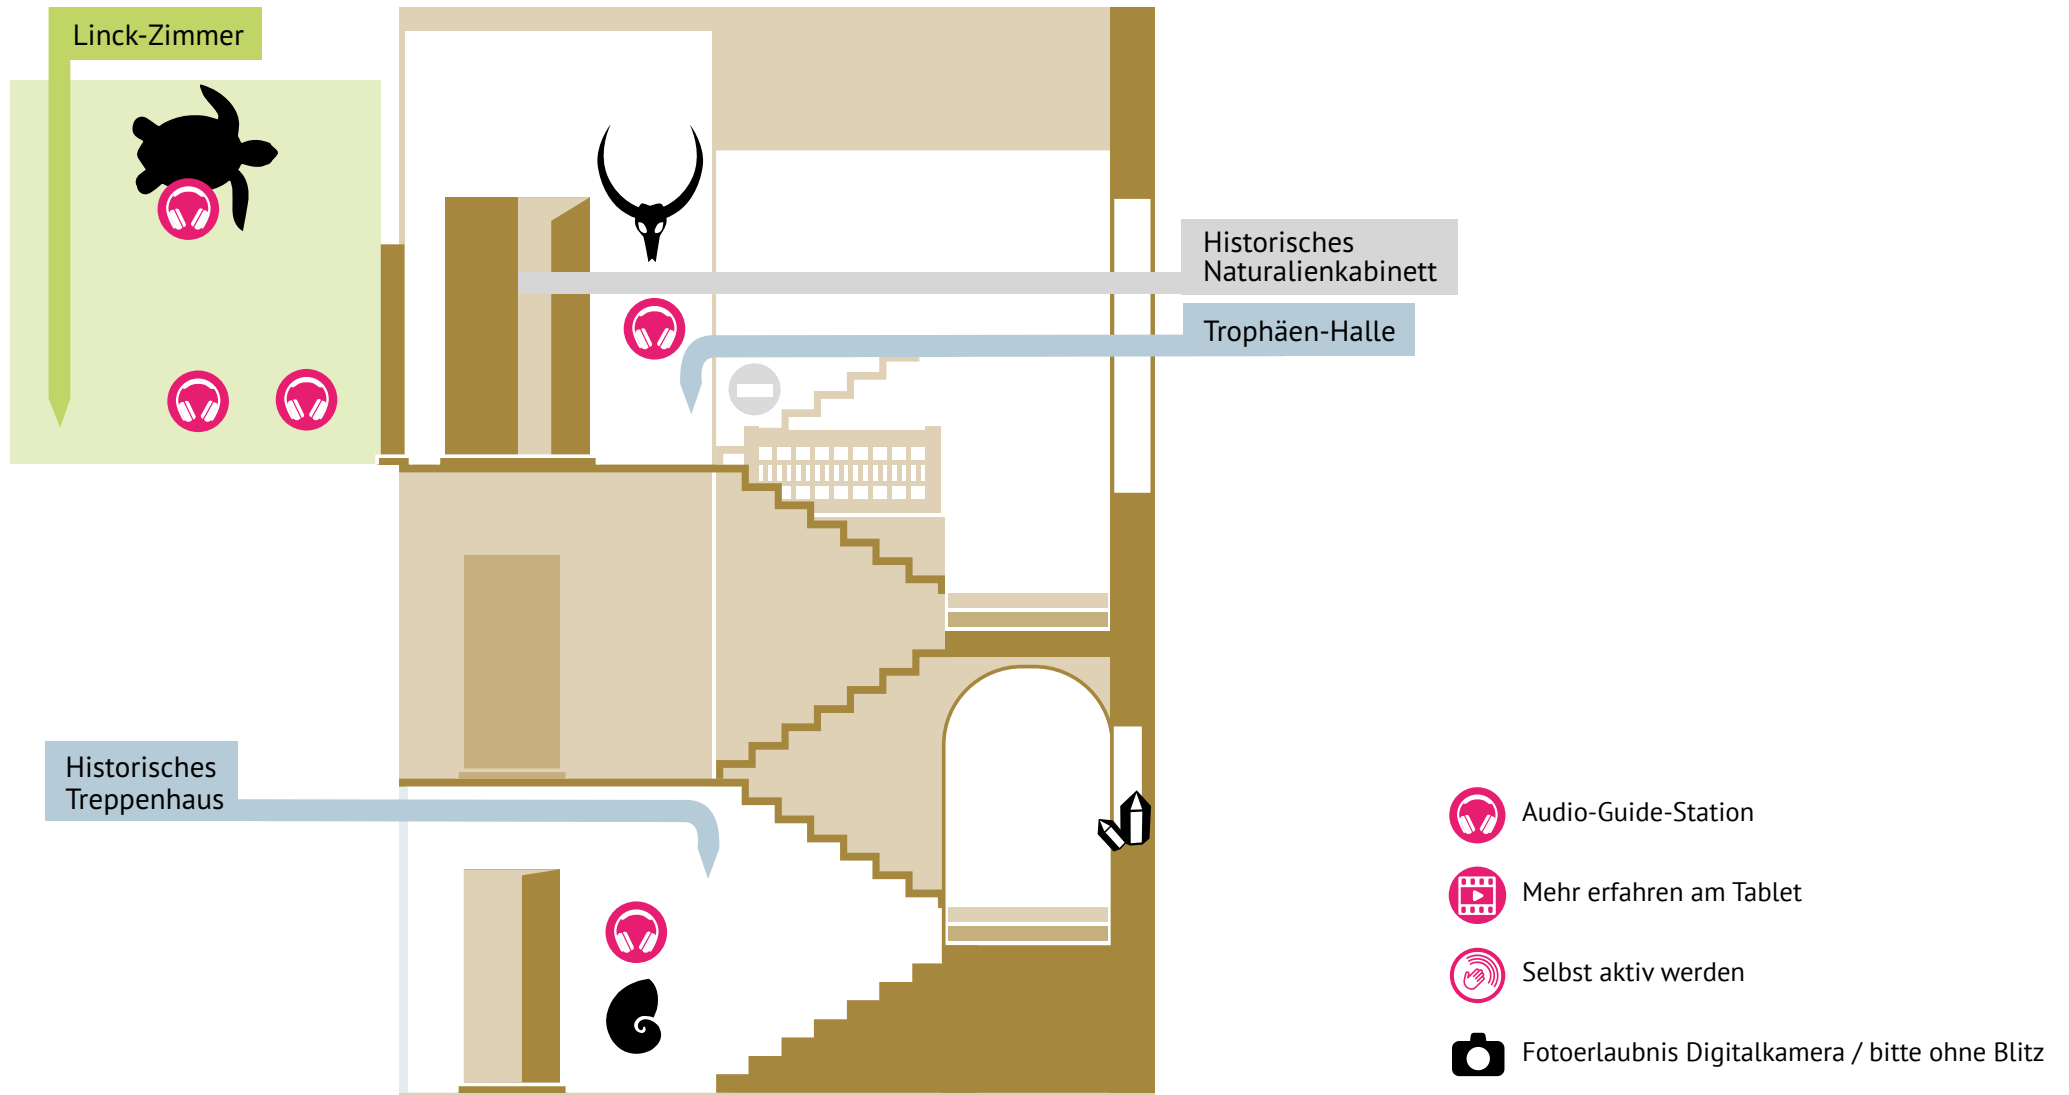 Linck-Zimmer
Historisches
Naturalienkabinett
Trophäen-Halle
Historisches
Treppenhaus
Audio-Guide-Station
Mehr erfahren am Tablet
Selbst aktiv werden
Fotoerlaubnis Digitalkamera / bitte ohne Blitz